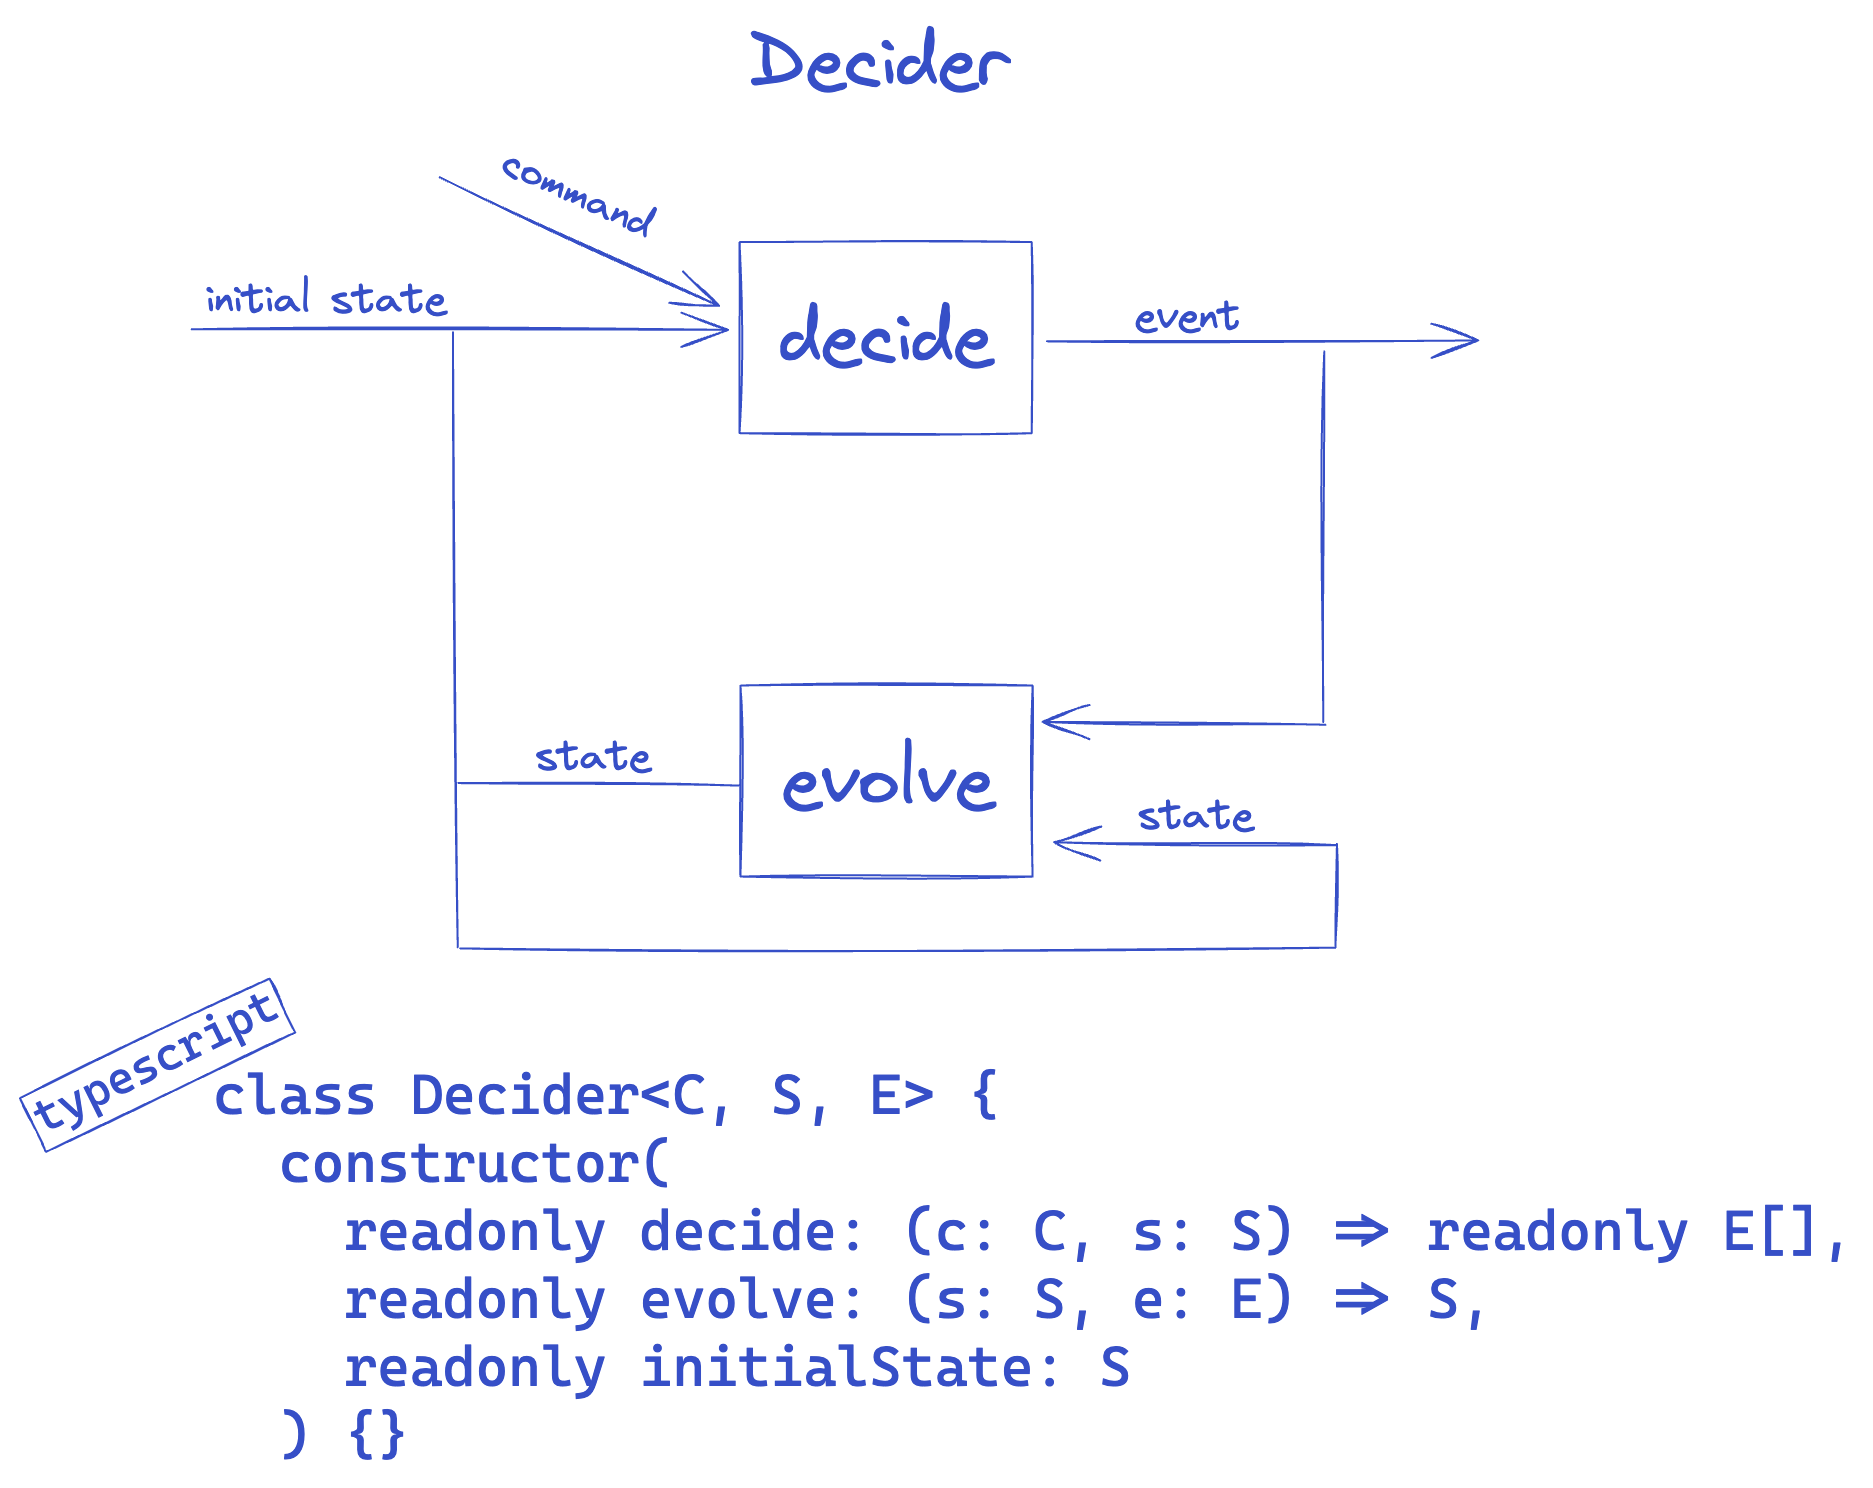 Decider
command
initial state
decide
event
state
evolve
state
typescript
class Decider<C, S, E> {
constructor(
readonly decide: (c: C, s: S) => readonly E[],
readonly evolve: (s: S, e: E) => S,
readonly initialState: S
) {}